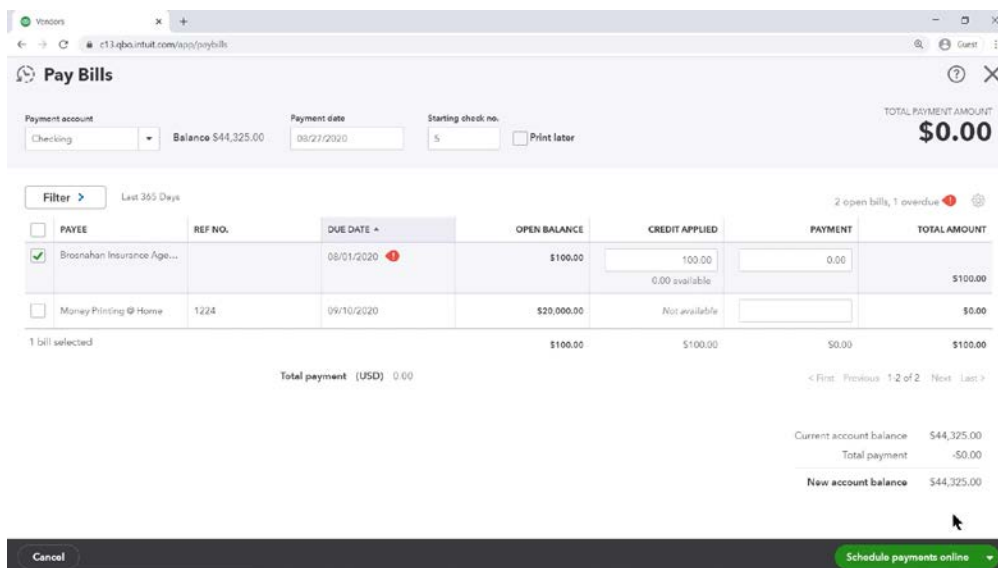 Vendors
c13.qbo.intuit.com/app/paybills
Guest
Pay Bills
TOTAL PAYMENT AMOUNT
$0.00
Payment account
Payment date
Starting check no.
Checking
Balance $44,325.00
08/27/2020
5
Print later
Filter >
Last 365 Days
2 open bills, 1 overdue
PAYEE REF NO. DUE DATE OPEN BALANCE CREDIT APPLIED PAYMENT TOTAL AMOUNT
Brosnahan Insurance Age... 08/01/2020 $100.00 100.00 0.00
0.00 available
$100.00
Money Printing @ Home 1224 09/10/2020 $20,000.00 Not available $0.00
1 bill selected $100.00 $100.00 $0.00 $100.00
Total payment (USD) 0.00
< First Previous 1-2 of 2 Next Last >
Current account balance $44,325.00
Total payment -$0.00
New account balance $44,325.00
Cancel
Schedule payments online